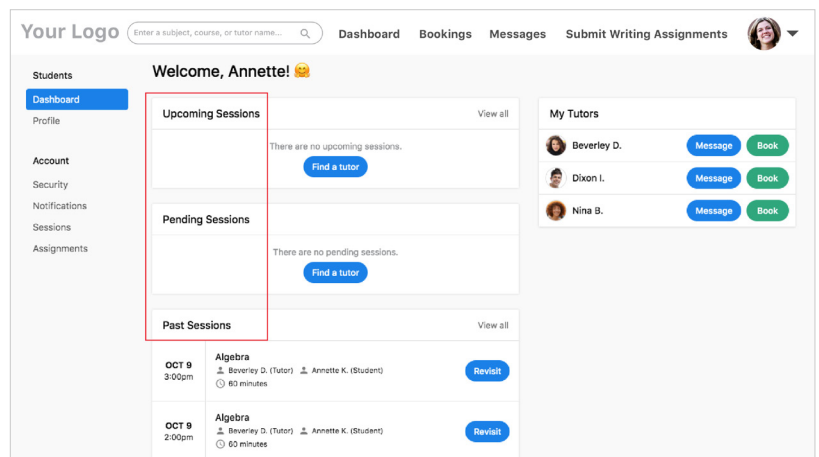 Your Logo
Enter a subject, course, or tutor name...
Dashboard Bookings Messages Submit Writing Assignments
Students
Dashboard
Profile
Account
Security
Notifications
Sessions
Assignments
Welcome, Annette! 🤗
Upcoming Sessions View all
There are no upcoming sessions.
Find a tutor
Pending Sessions
There are no pending sessions.
Find a tutor
Past Sessions View all
OCT 9
3:00pm
Algebra
Beverley D. (Tutor) Annette K. (Student)
60 minutes
Revisit
OCT 9
2:00pm
Algebra
Beverley D. (Tutor) Annette K. (Student)
60 minutes
Revisit
My Tutors
Beverley D. Message Book
Dixon I. Message Book
Nina B. Message Book